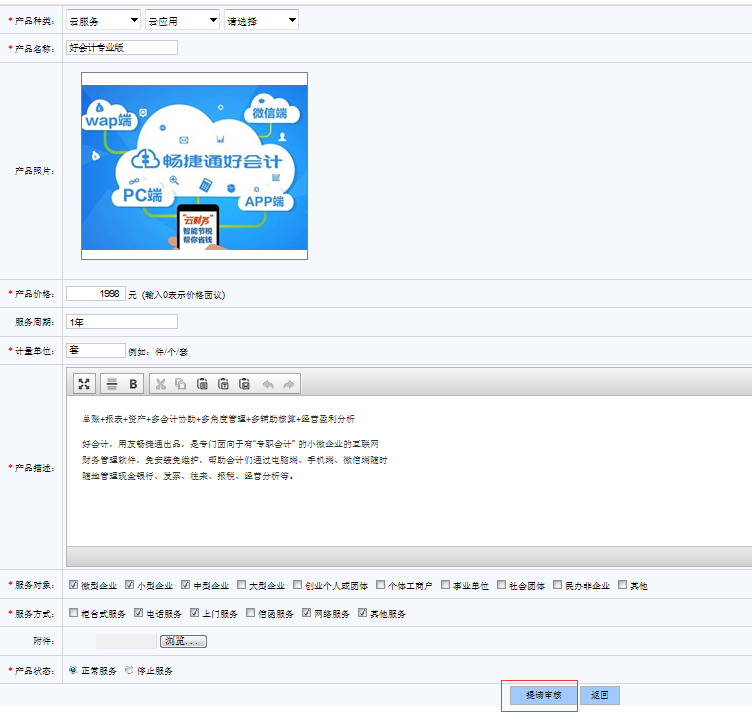 * 产品种类： 云服务 云应用 请选择
* 产品名称： 好会计专业版
产品照片：
wap端 微信端
畅捷通好会计
PC端 APP端
"云财务"
智能节税
帮你省钱
* 产品价格： 1998 元 (输入0表示价格面议)
服务周期： 1年
* 计量单位： 套 例如：件/个/套
B
* 产品描述：
总账+报表+资产+多会计协助+多角度管理+多辅助核算+经营盈利分析
好会计，用友畅捷通出品，是专门面向于有"专职会计" 的小微企业的互联网
财务管理软件，免安装免维护，帮助会计们通过电脑端、手机端、微信端随时
随地管理现金银行、发票、往来、报税、经营分析等。
* 服务对象： 微型企业 小型企业 中型企业 大型企业 创业个人或团体 个体工商户 事业单位 社会团体 民办非企业 其他
* 服务方式： 柜台式服务 电话服务 上门服务 信函服务 网络服务 其他服务
附件： 浏览...
* 产品状态： 正常服务 停止服务
提请审核 返回